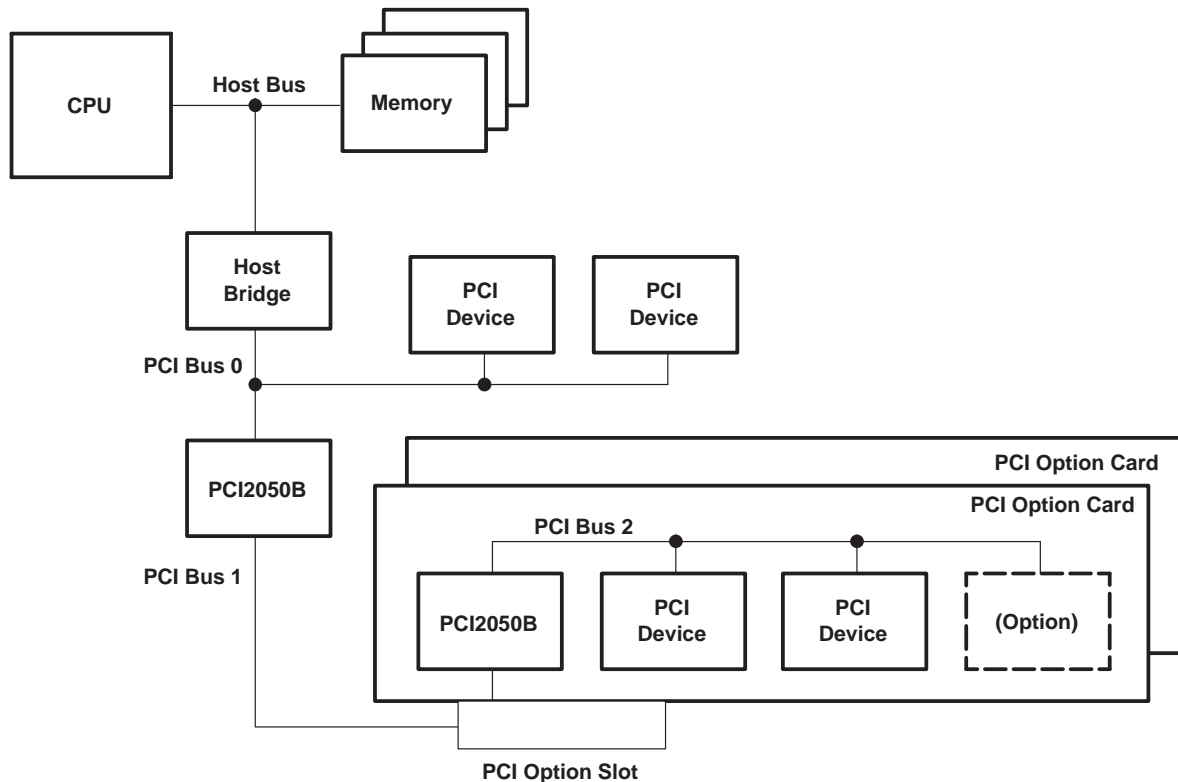 Host Bus
CPU
Memory
Host
Bridge
PCI
Device
PCI
Device
PCI Bus 0
PCI2050B
PCI Option Card
PCI Option Card
PCI Bus 2
PCI Bus 1
PCI2050B
PCI
Device
PCI
Device
(Option)
PCI Option Slot